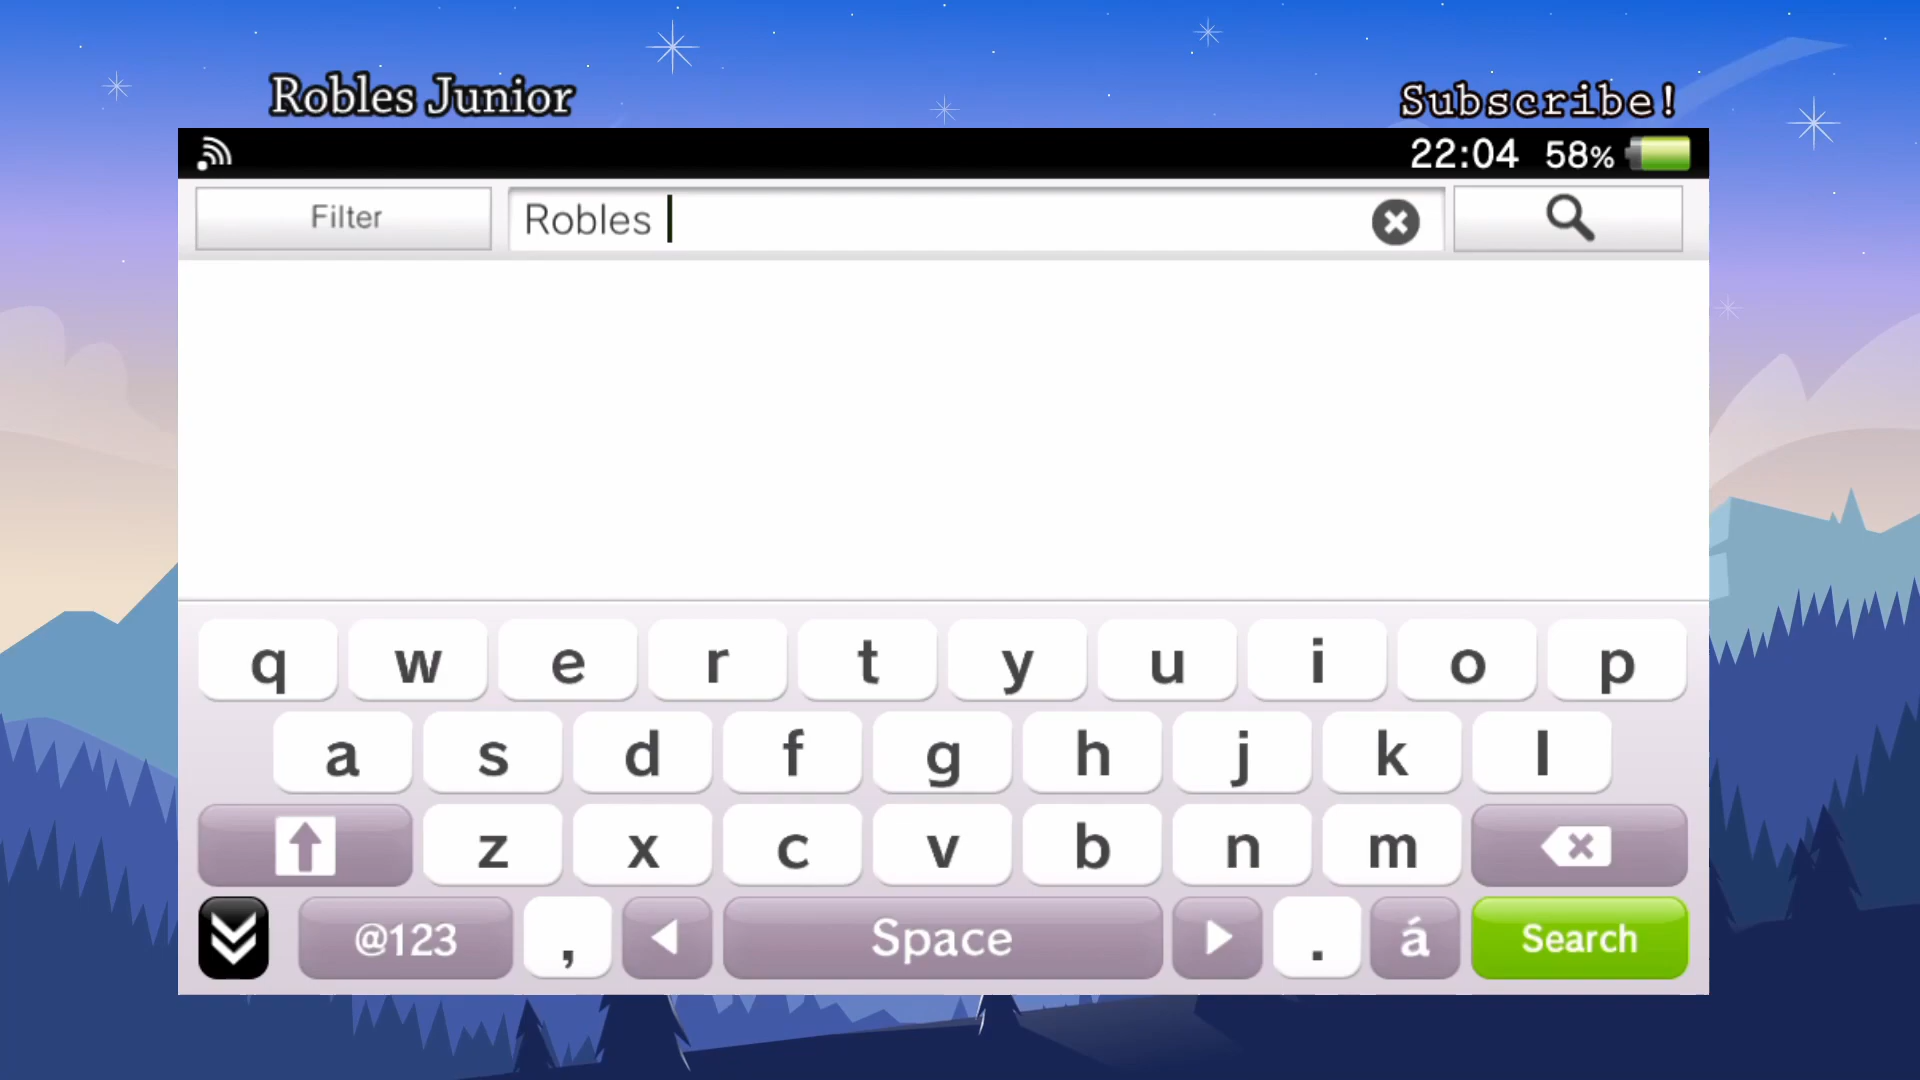 Robles Junior
Subscribe!
22:04 58%
Filter
Robles
q w e r t y u i o p
a s d f g h j k l
z x c v b n m
@123 , Space . á Search